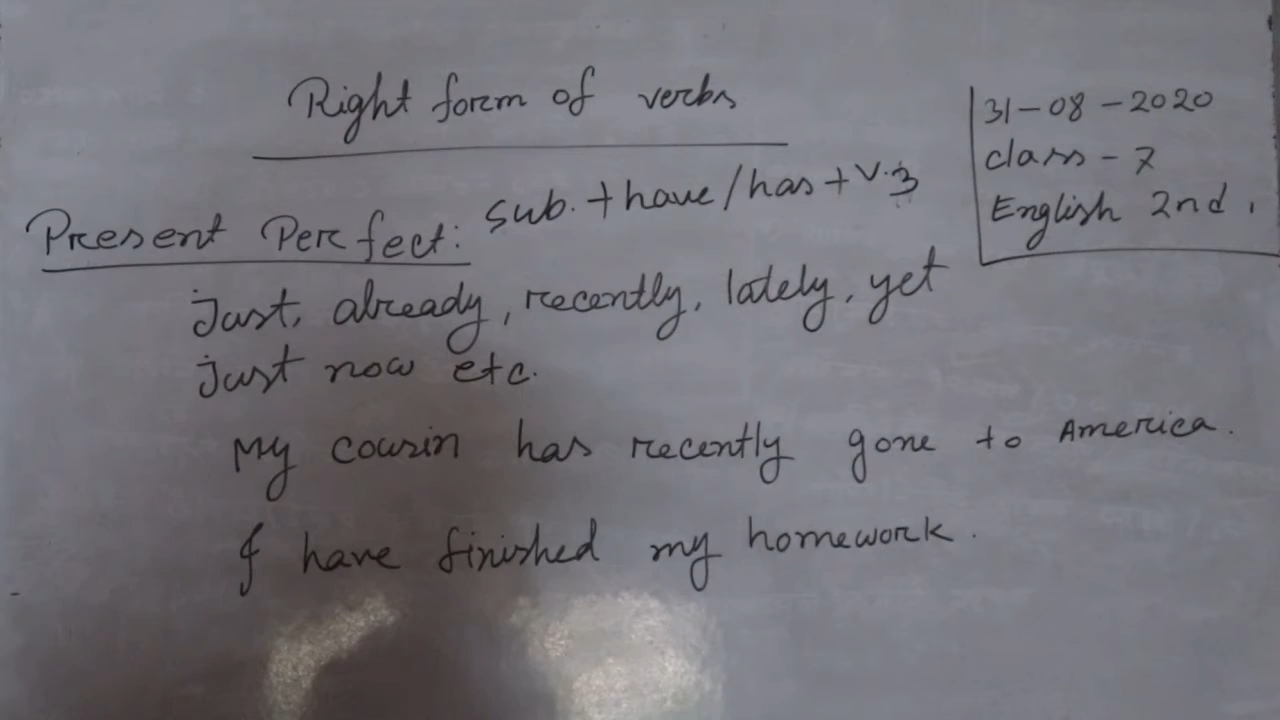 Right form of verbs
31-08-2020
class-7
English 2nd.
Present Perfect: sub. + have/has + v.3
Just, already, recently, lately, yet
just now etc.
My cousin has recently gone to America.
I have finished my homework.